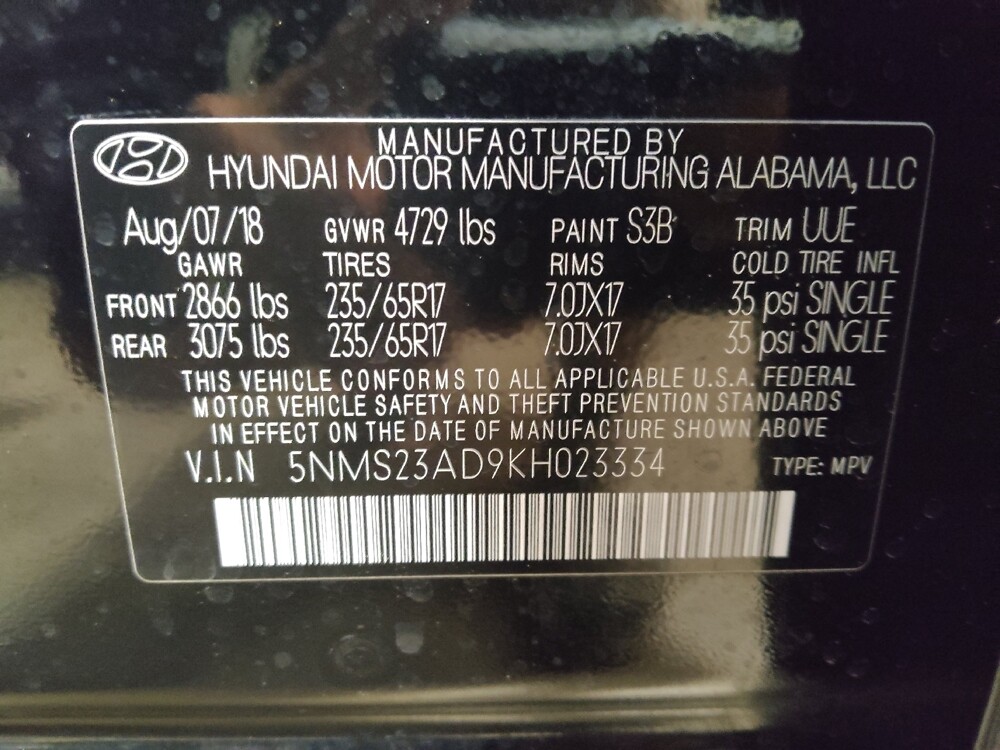 MANUFACTURED BY
HYUNDAI MOTOR MANUFACTURING ALABAMA, LLC
Aug/07/18 GVWR 4729 lbs PAINT S3B TRIM UUE
GAWR TIRES RIMS COLD TIRE INFL
FRONT 2866 lbs 235/65R17 7.0JX17 35 psi SINGLE
REAR 3075 lbs 235/65R17 7.0JX17 35 psi SINGLE
THIS VEHICLE CONFORMS TO ALL APPLICABLE U.S.A. FEDERAL
MOTOR VEHICLE SAFETY AND THEFT PREVENTION STANDARDS
IN EFFECT ON THE DATE OF MANUFACTURE SHOWN ABOVE
V.I.N 5NMS23AD9KH023334 TYPE: MPV